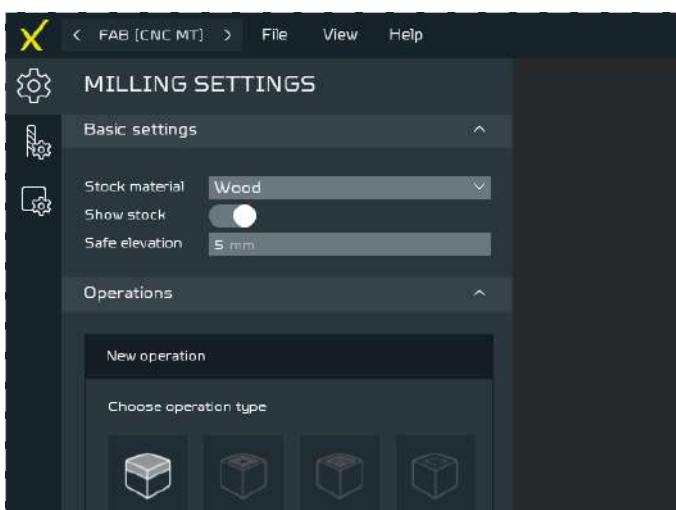 FAB (CNC MT) File View Help
MILLING SETTINGS
Basic settings
Stock material Wood
Show stock
Safe elevation 5 mm
Operations
New operation
Choose operation type